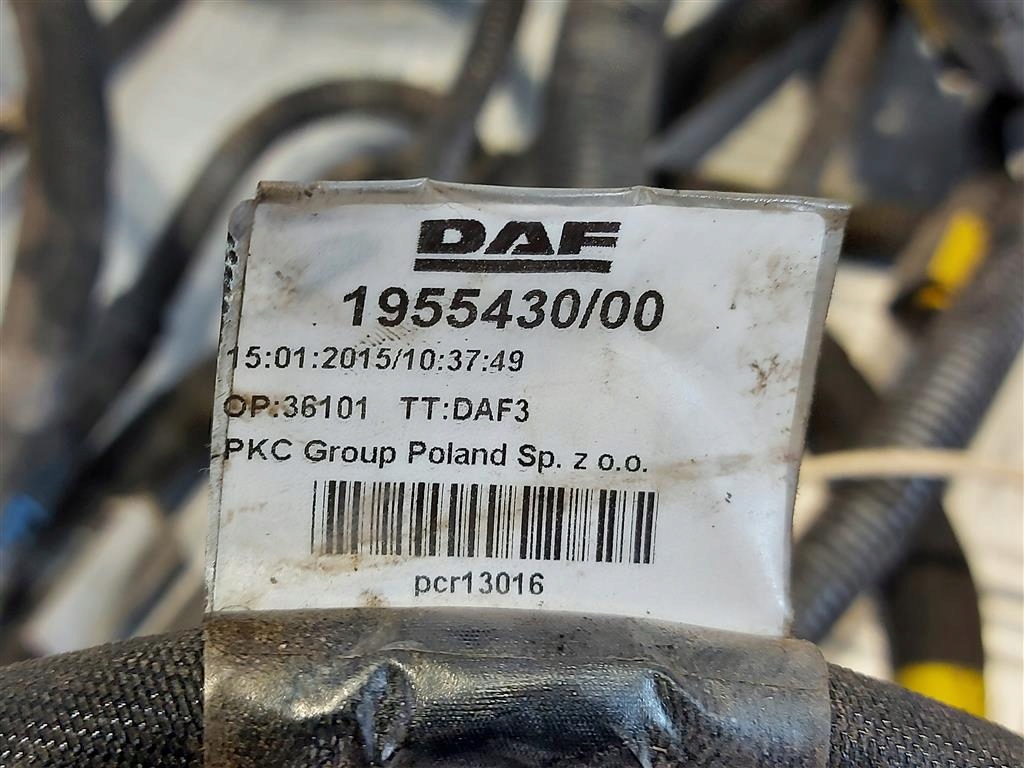 DAF
1955430/00
15:01:2015/10:37:49
OP:36101 TT:DAF3
PKC Group Poland Sp. z o.o.
pcr13016